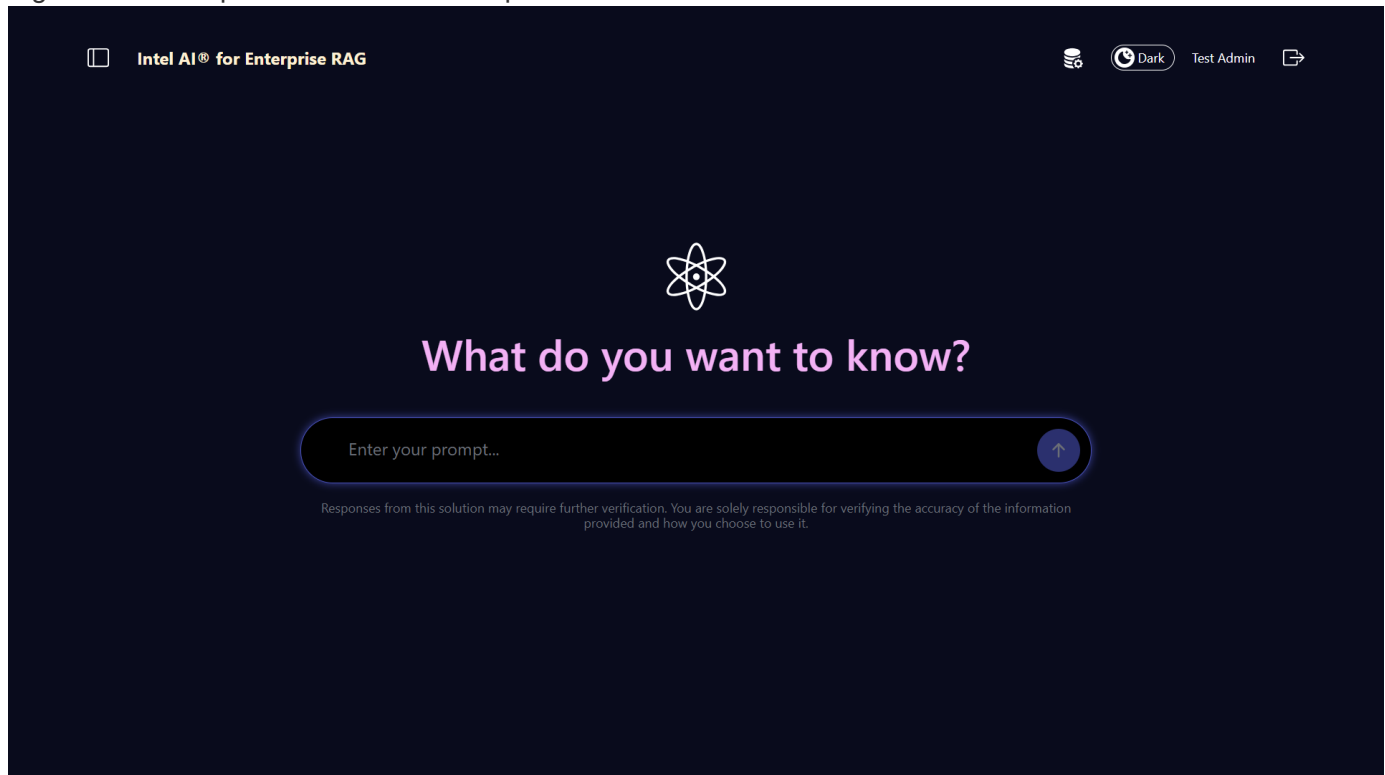 Intel AI® for Enterprise RAG
Dark
Test Admin
What do you want to know?
Enter your prompt...
Responses from this solution may require further verification. You are solely responsible for verifying the accuracy of the information
provided and how you choose to use it.